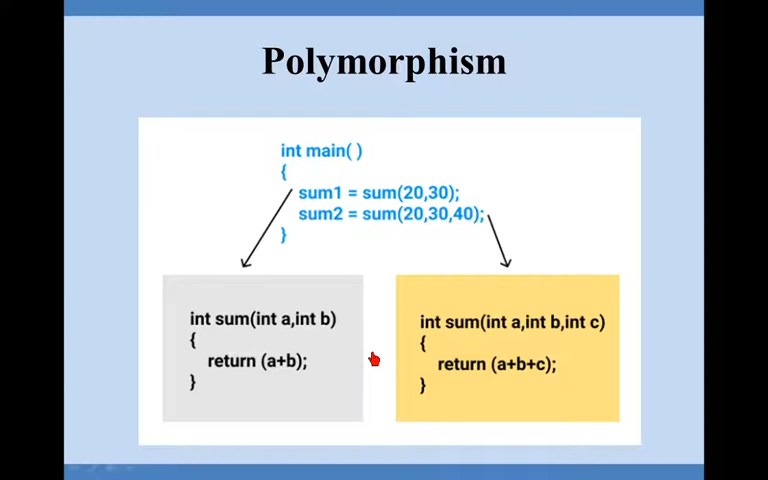 Polymorphism
int main( )
{
sum1 = sum(20,30);
sum2 = sum(20,30,40);
}
int sum(int a,int b)
{
return (a+b);
}
int sum(int a,int b,int c)
{
return (a+b+c);
}